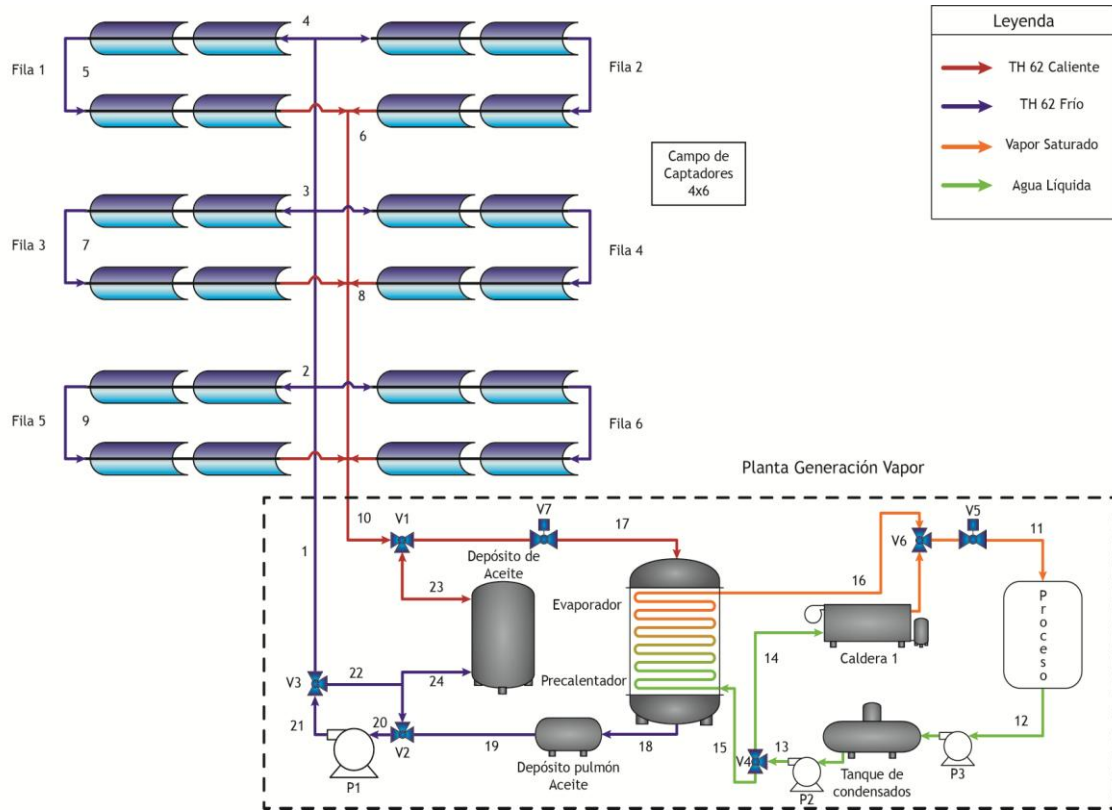 Leyenda
TH 62 Caliente
TH 62 Frío
Vapor Saturado
Agua Líquida
4
Fila 1
5
Fila 2
6
Campo de
Captadores
4x6
3
Fila 3
7
Fila 4
8
2
Fila 5
9
Fila 6
Planta Generación Vapor
1
10
V1
V7
17
V6
V5
11
Depósito de
Aceite
23
Evaporador
16
Proceso
Caldera 1
14
Precalentador
V3
22
24
21
20
V2
19
18
15
V4
13
12
P1
Depósito pulmón
Aceite
P2
Tanque de
condensados
P3